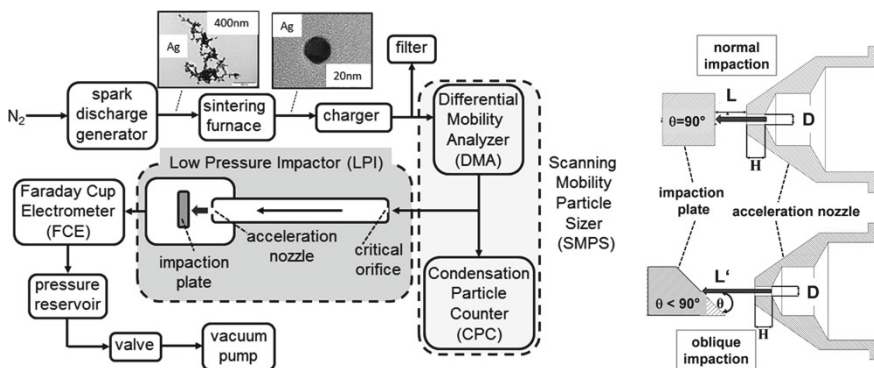 400nm
Ag
Ag
20nm
filter
N₂
spark
discharge
generator
sintering
furnace
charger
Differential
Mobility
Analyzer
(DMA)
Scanning
Mobility
Particle
Sizer
(SMPS)
Low Pressure Impactor (LPI)
Faraday Cup
Electrometer
(FCE)
impaction
plate
acceleration
nozzle
critical
orifice
Condensation
Particle
Counter
(CPC)
pressure
reservoir
valve
vacuum
pump
normal
impaction
L
θ=90°
D
H
impaction
plate
acceleration nozzle
L'
θ < 90°
θ
D
H
oblique
impaction